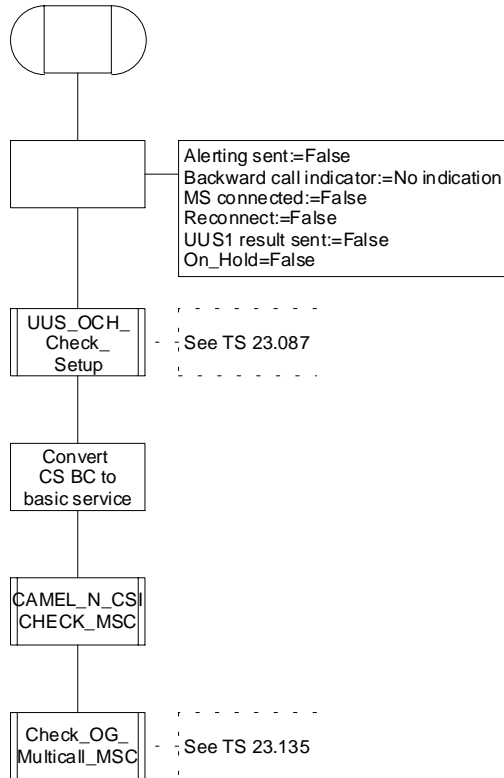 Alerting sent:=False
Backward call indicator:=No indication
MS connected:=False
Reconnect:=False
UUS1 result sent:=False
On_Hold=False
UUS_OCH_
Check_
Setup
See TS 23.087
Convert
CS BC to
basic service
CAMEL_N_CSI
CHECK_MSC
Check_OG_
Multicall_MSC
See TS 23.135